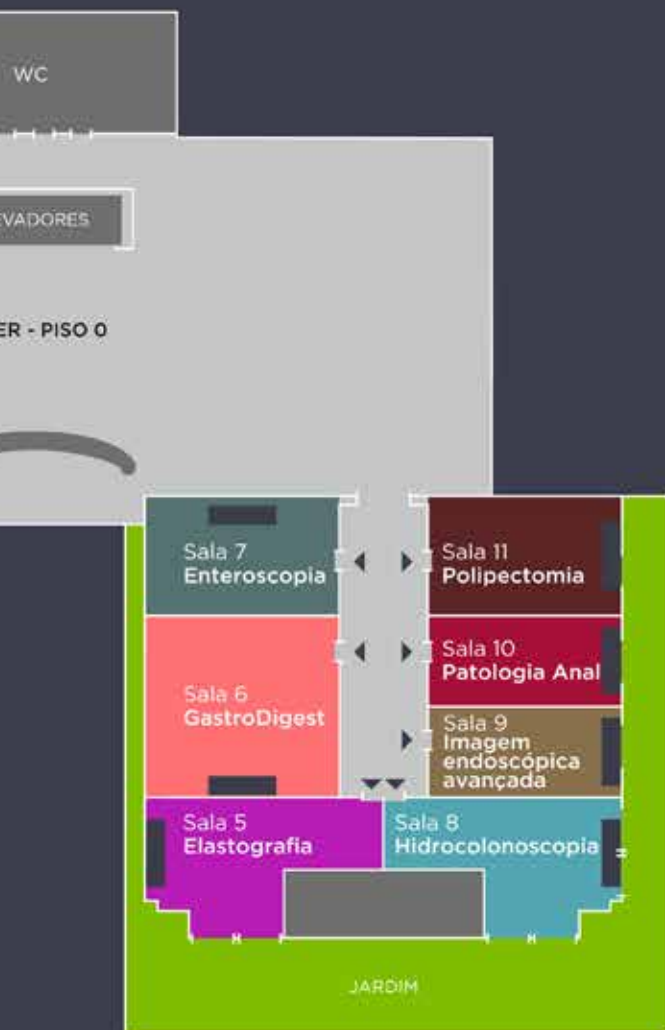 WC
EVADORES
ER - PISO 0
Sala 7
Enteroscopia
Sala 11
Polipectomia
Sala 6
GastroDigest
Sala 10
Patologia Anal
Sala 9
Imagem
endoscópica
avançada
Sala 5
Elastografia
Sala 8
Hidrocolonoscopia
JARDIM